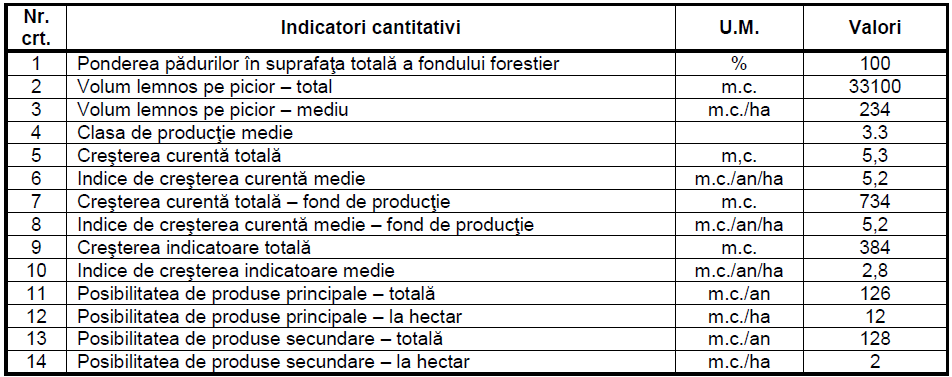 Nr. crt. Indicatori cantitativi U.M. Valori
1 Ponderea pădurilor în suprafaţa totală a fondului forestier % 100
2 Volum lemnos pe picior – total m.c. 33100
3 Volum lemnos pe picior – mediu m.c./ha 234
4 Clasa de producţie medie 3.3
5 Creşterea curentă totală m,c. 5,3
6 Indice de creşterea curentă medie m.c./an/ha 5,2
7 Creşterea curentă totală – fond de producţie m.c. 734
8 Indice de creşterea curentă medie – fond de producţie m.c./an/ha 5,2
9 Creşterea indicatoare totală m.c. 384
10 Indice de creşterea indicatoare medie m.c./an/ha 2,8
11 Posibilitatea de produse principale – totală m.c./an 126
12 Posibilitatea de produse principale – la hectar m.c./ha 12
13 Posibilitatea de produse secundare – totală m.c./an 128
14 Posibilitatea de produse secundare – la hectar m.c./ha 2